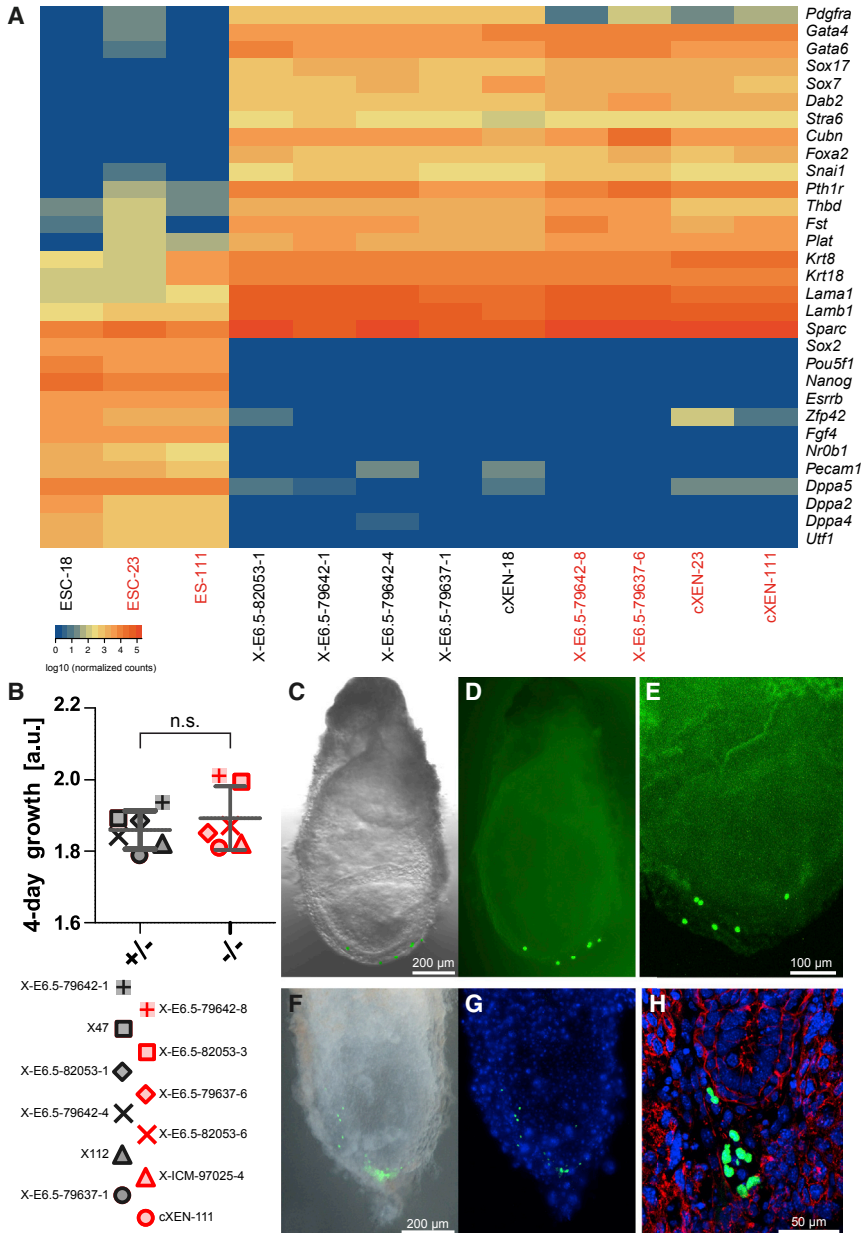 A
Pdgfra
Gata4
Gata6
Sox17
Sox7
Dab2
Stra6
Cubn
Foxa2
Snai1
Pth1r
Thbd
Fst
Plat
Krt8
Krt18
Lama1
Lamb1
Sparc
Sox2
Pou5f1
Nanog
Esrrb
Zfp42
Fgf4
Nr0b1
Pecam1
Dppa5
Dppa2
Dppa4
Utf1
ESC-18
ESC-23
ES-111
X-E6.5-82053-1
X-E6.5-79642-1
X-E6.5-79642-4
X-E6.5-79637-1
cXEN-18
X-E6.5-79642-8
X-E6.5-79637-6
cXEN-23
cXEN-111
0 1 2 3 4 5
log10 (normalized counts)
B
4-day growth [a.u.]
2.2
2.0
1.8
1.6
n.s.
+/-
-/-
X-E6.5-79642-1
X-E6.5-79642-8
X47
X-E6.5-82053-3
X-E6.5-82053-1
X-E6.5-79637-6
X-E6.5-79642-4
X-E6.5-82053-6
X112
X-ICM-97025-4
X-E6.5-79637-1
cXEN-111
C
200 µm
D
E
100 µm
F
200 µm
G
H
50 µm